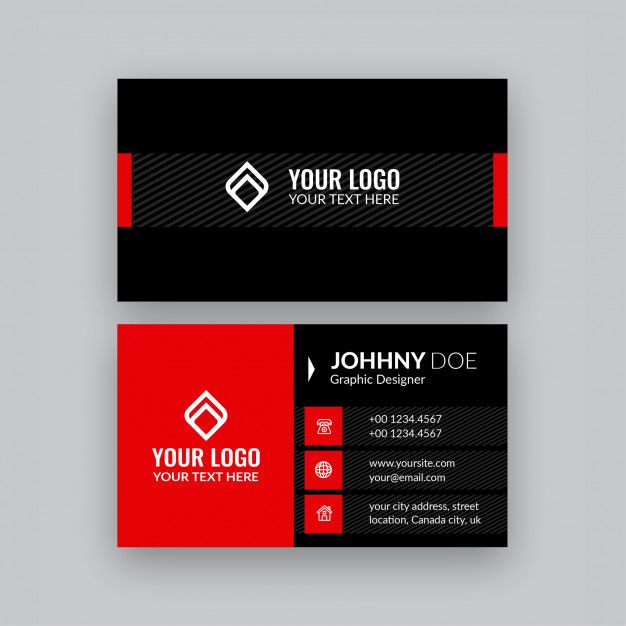 YOUR LOGO
YOUR TEXT HERE
YOUR LOGO
YOUR TEXT HERE
JOHHNY DOE
Graphic Designer
+00 1234.4567
+00 1234.4567
www.yoursite.com
your@email.com
your city address, street
location, Canada city, uk